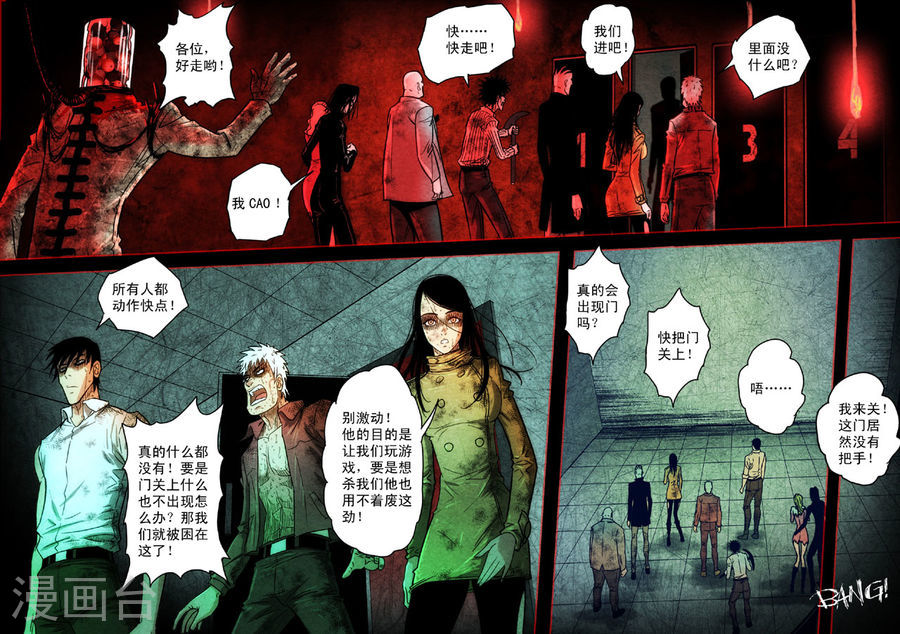 各位，
好走哟！
我CAO！
快……
快走吧！
我们
进吧！
里面没
什么吧？
1
3
4
所有人都
动作快点！
真的什么都
没有！要是
门关上什么
也不出现怎
么办？那我
们就被困在
这了！
别激动！
他的目的是
让我们玩游
戏，要是想
杀我们他也
用不着废这
劲！
真的会
出现门
吗？
快把门
关上！
唔……
我来关！
这门居
然没有
把手！
BANG!
漫画台